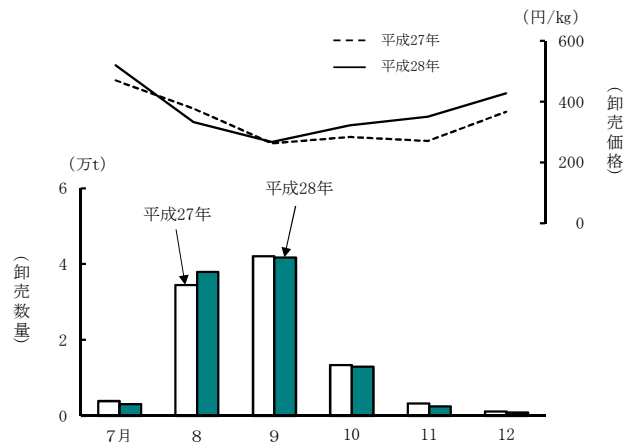 (円/㎏)
平成27年
平成28年
600
400
200
0
(卸売価格)
(万t)
6
4
2
0
(卸売数量)
平成27年
平成28年
7月
8
9
10
11
12